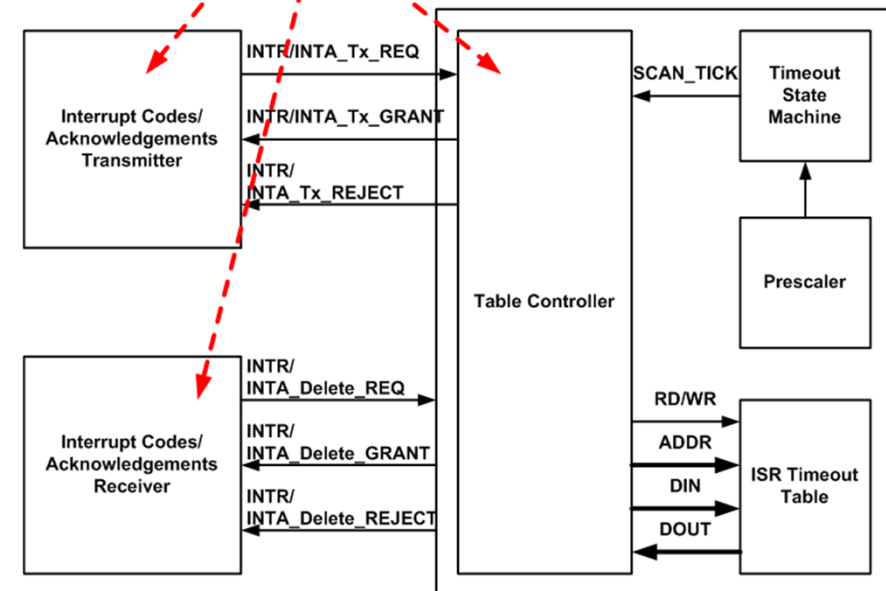 Interrupt Codes/
Acknowledgements
Transmitter
INTR/INTA_Tx_REQ
INTR/INTA_Tx_GRANT
INTR/
INTA_Tx_REJECT
Table Controller
SCAN_TICK
Timeout
State
Machine
Prescaler
Interrupt Codes/
Acknowledgements
Receiver
INTR/
INTA_Delete_REQ
INTR/
INTA_Delete_GRANT
INTR/
INTA_Delete_REJECT
RD/WR
ADDR
DIN
DOUT
ISR Timeout
Table